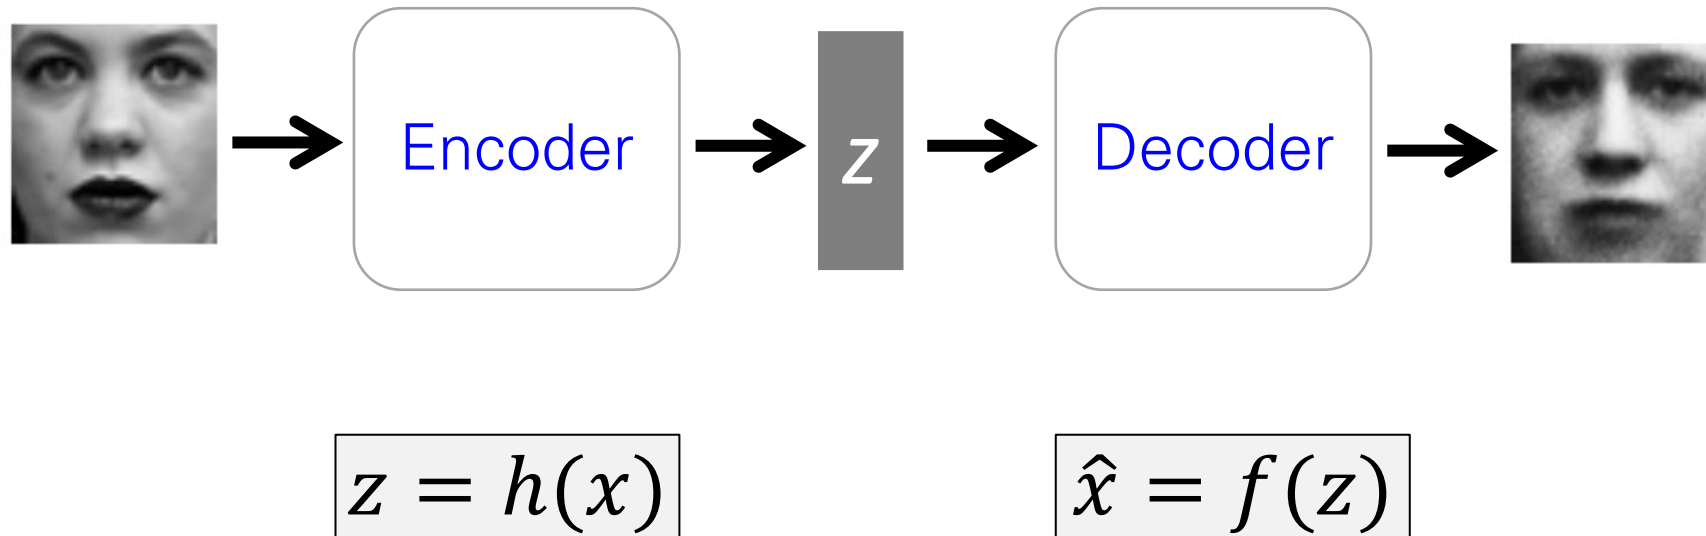 Encoder
z
Decoder
z = h(x)
x̂ = f(z)